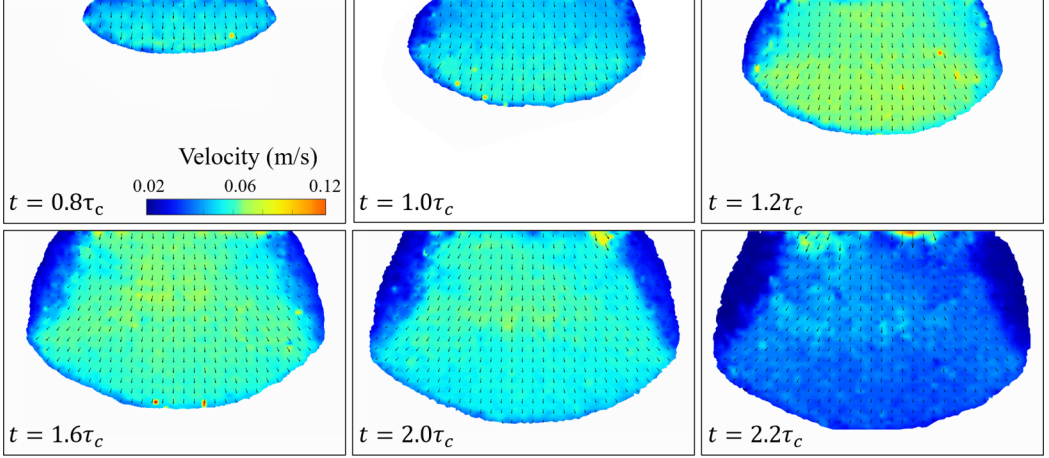 Velocity (m/s)
0.02 0.06 0.12
t = 0.8τc
t = 1.0τc
t = 1.2τc
t = 1.6τc
t = 2.0τc
t = 2.2τc